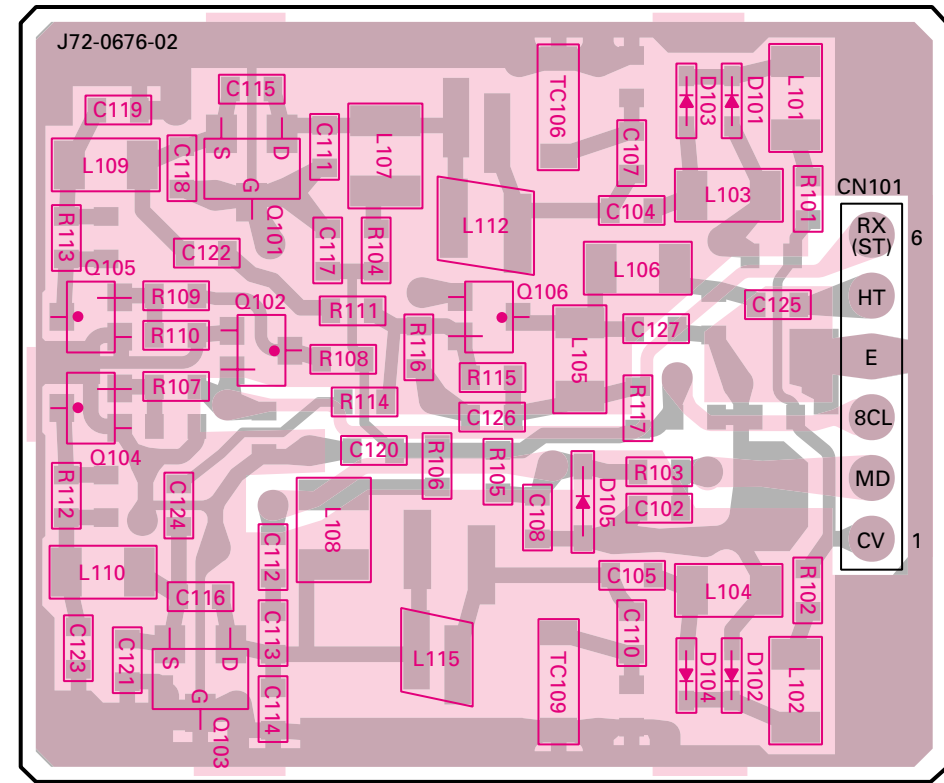 J72-0676-02
C115
C119
TC106
D103
D101
L101
L109
C118
S
D
G
C111
L107
C107
L103
R101
CN101
R113
Q101
C117
R104
L112
C104
RX
(ST)
6
C122
Q105
L106
R109
Q102
R111
Q106
C125
HT
R110
R108
R116
C127
L105
E
R107
R115
R114
C126
R117
8CL
Q104
C120
R106
R105
R112
C124
L108
D105
R103
MD
C108
C102
C112
CV
1
L110
C116
C105
L104
R102
C123
C121
S
D
G
C113
L115
TC109
C110
D104
D102
L102
Q103
C114